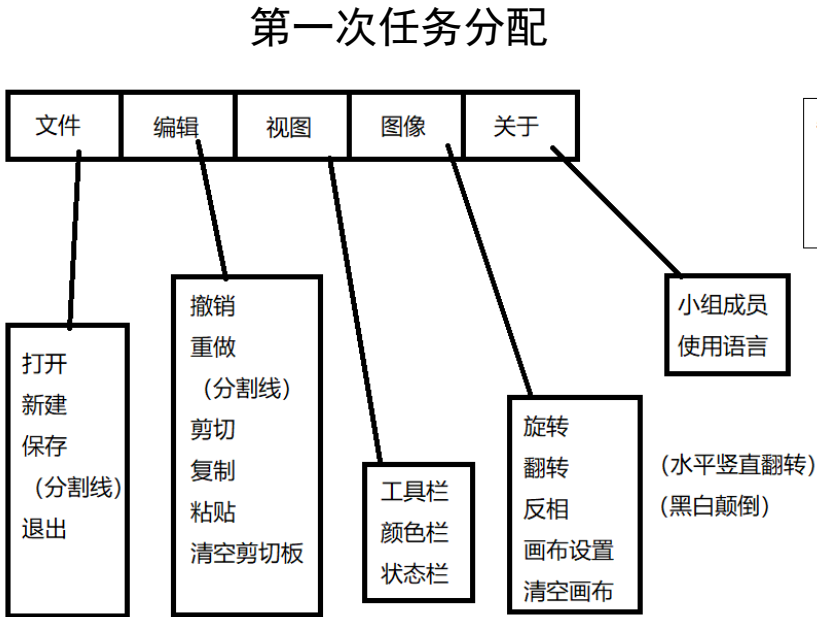 第一次任务分配
文件
编辑
视图
图像
关于
打开
新建
保存
（分割线）
退出
撤销
重做
（分割线）
剪切
复制
粘贴
清空剪切板
工具栏
颜色栏
状态栏
旋转
翻转
反相
画布设置
清空画布
（水平竖直翻转）
（黑白颠倒）
小组成员
使用语言